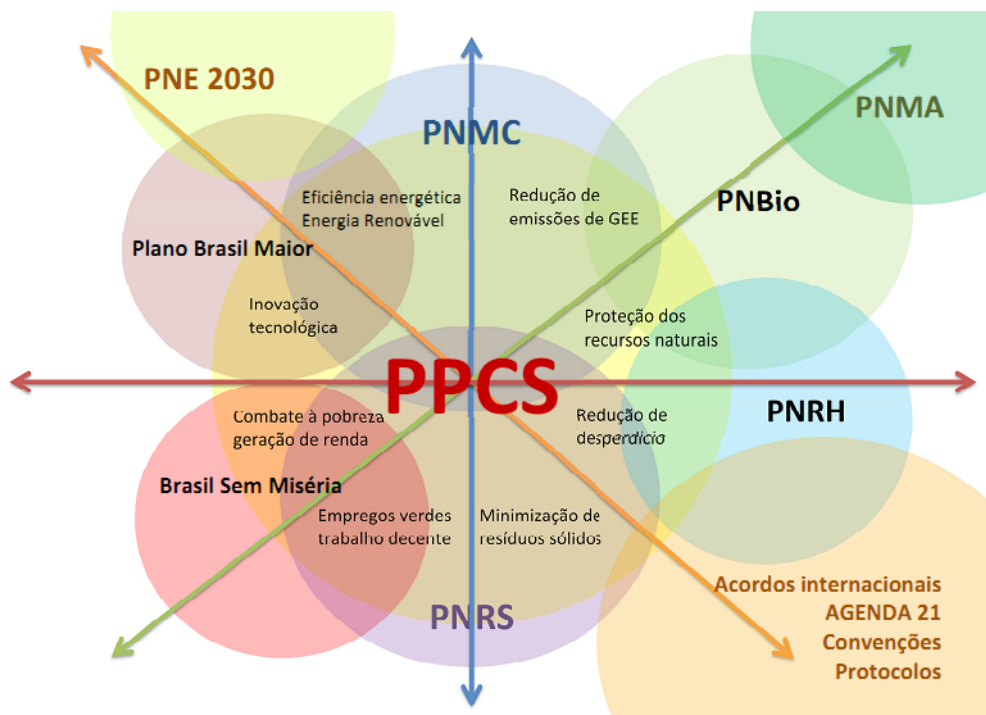 PNE 2030
PNMC
PNMA
Eficiência energética
Energia Renovável
Redução de
emissões de GEE
PNBio
Plano Brasil Maior
Inovação
tecnológica
Proteção dos
recursos naturais
PPCS
Combate à pobreza
geração de renda
Redução de
desperdício
PNRH
Brasil Sem Miséria
Empregos verdes
trabalho decente
Minimização de
resíduos sólidos
PNRS
Acordos internacionais
AGENDA 21
Convenções
Protocolos